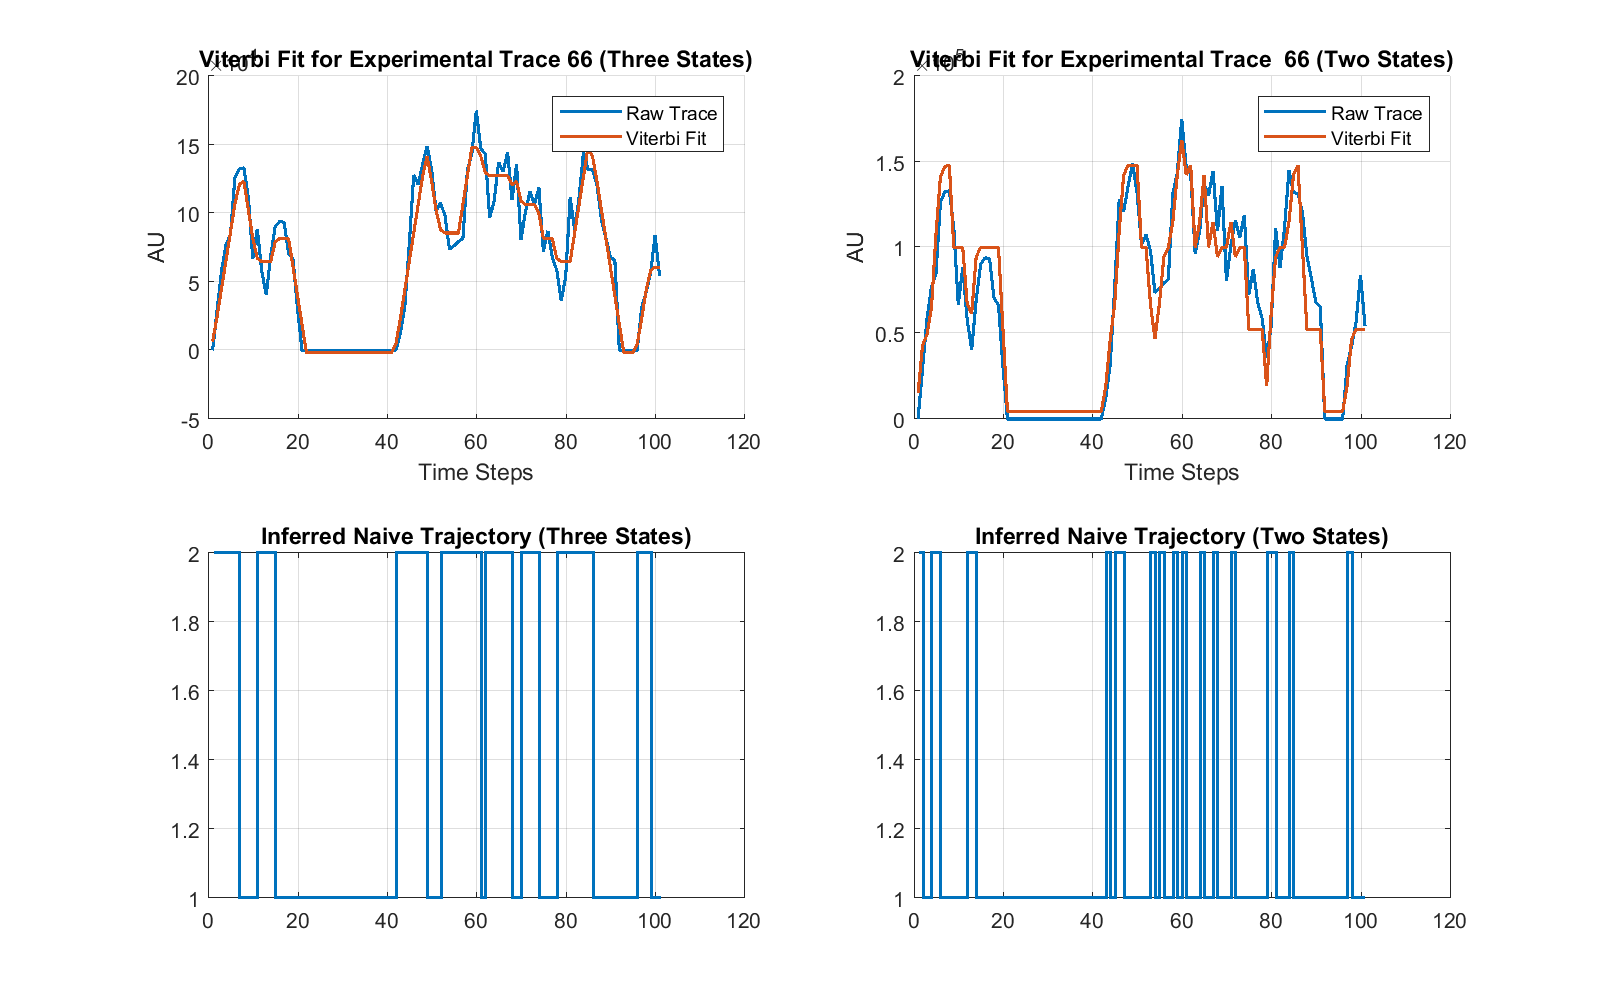 Viterbi Fit for Experimental Trace 66 (Three States)
20
15
10
5
0
-5
AU
Raw Trace
Viterbi Fit
0 20 40 60 80 100 120
Time Steps
Viterbi Fit for Experimental Trace 66 (Two States)
2
1.5
1
0.5
0
AU
Raw Trace
Viterbi Fit
0 20 40 60 80 100 120
Time Steps
Inferred Naive Trajectory (Three States)
2
1.8
1.6
1.4
1.2
1
0 20 40 60 80 100 120
Inferred Naive Trajectory (Two States)
2
1.8
1.6
1.4
1.2
1
0 20 40 60 80 100 120